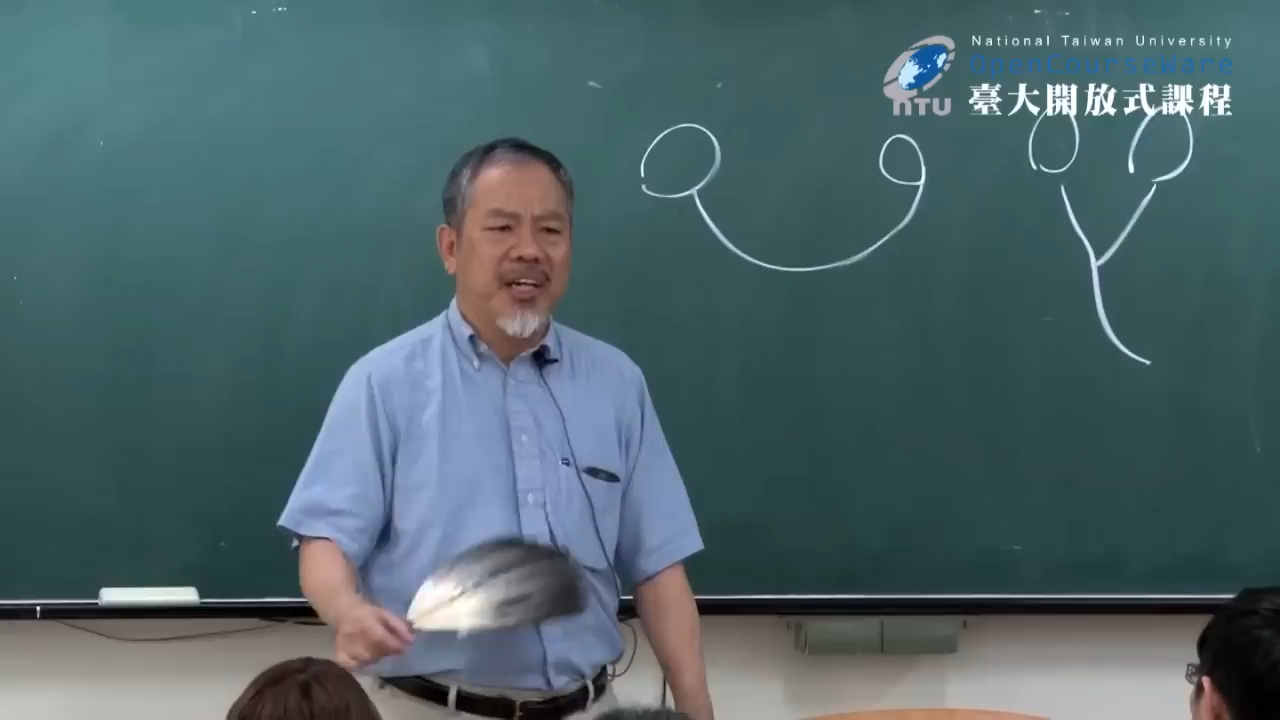 National Taiwan University
OpenCourseWare
NTU
臺大開放式課程